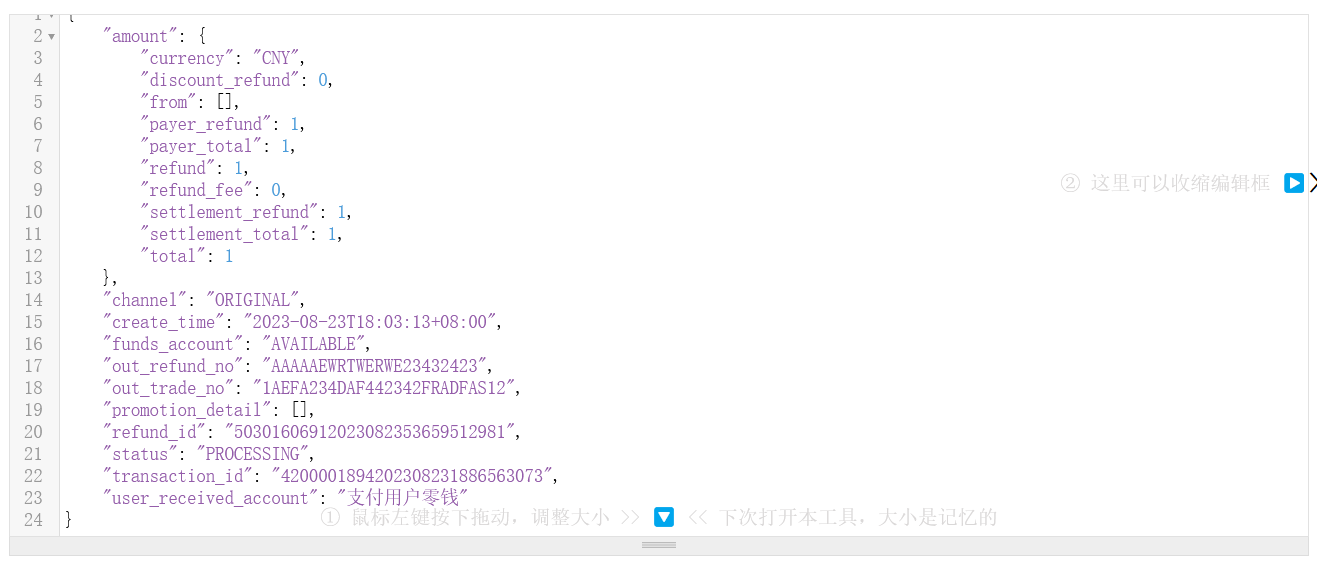 1 {
2 "amount": {
3 "currency": "CNY",
4 "discount_refund": 0,
5 "from": [],
6 "payer_refund": 1,
7 "payer_total": 1,
8 "refund": 1,
② 这里可以收缩编辑框
9 "refund_fee": 0,
10 "settlement_refund": 1,
11 "settlement_total": 1,
12 "total": 1
13 },
14 "channel": "ORIGINAL",
15 "create_time": "2023-08-23T18:03:13+08:00",
16 "funds_account": "AVAILABLE",
17 "out_refund_no": "AAAAAEWRTWERWE23432423",
18 "out_trade_no": "1AEFA234DAF442342FRADFAS12",
19 "promotion_detail": [],
20 "refund_id": "50301606912023082353659512981",
21 "status": "PROCESSING",
22 "transaction_id": "4200001894202308231886563073",
23 "user_received_account": "支付用户零钱"
24 }
① 鼠标左键按下拖动，调整大小 >> << 下次打开本工具，大小是记忆的